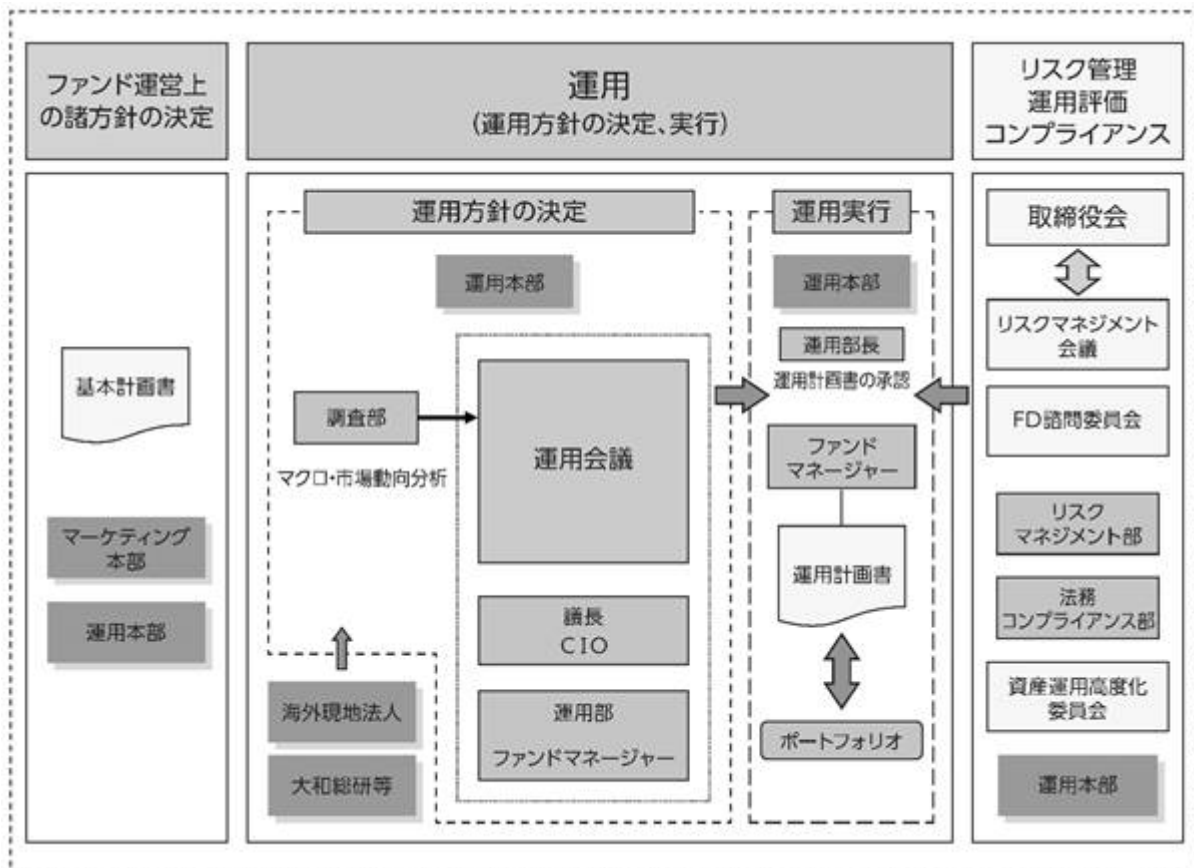 ファンド運営上
の諸方針の決定
運用
(運用方針の決定、実行)
リスク管理
運用評価
コンプライアンス
基本計画書
マーケティング
本部
運用本部
運用方針の決定
運用本部
調査部
マクロ・市場動向分析
運用会議
議長
CIO
運用部
ファンドマネージャー
海外現地法人
大和総研等
運用実行
運用本部
運用部長
運用計画書の承認
ファンド
マネージャー
運用計画書
ポートフォリオ
取締役会
リスクマネジメント
会議
FD諮問委員会
リスク
マネジメント部
法務
コンプライアンス部
資産運用高度化
委員会
運用本部